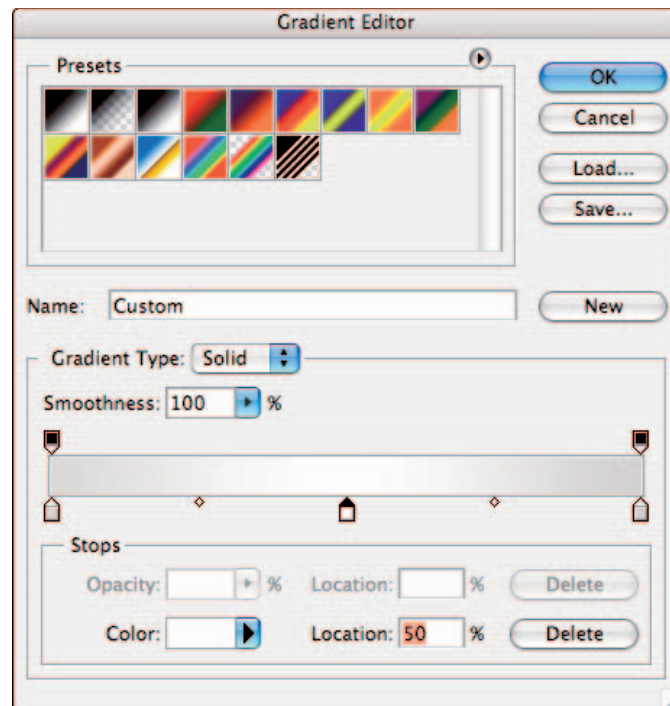 Gradient Editor
Presets
OK
Cancel
Load...
Save...
Name: Custom
New
Gradient Type: Solid
Smoothness: 100 %
Stops
Opacity: % Location: % Delete
Color: Location: 50 % Delete